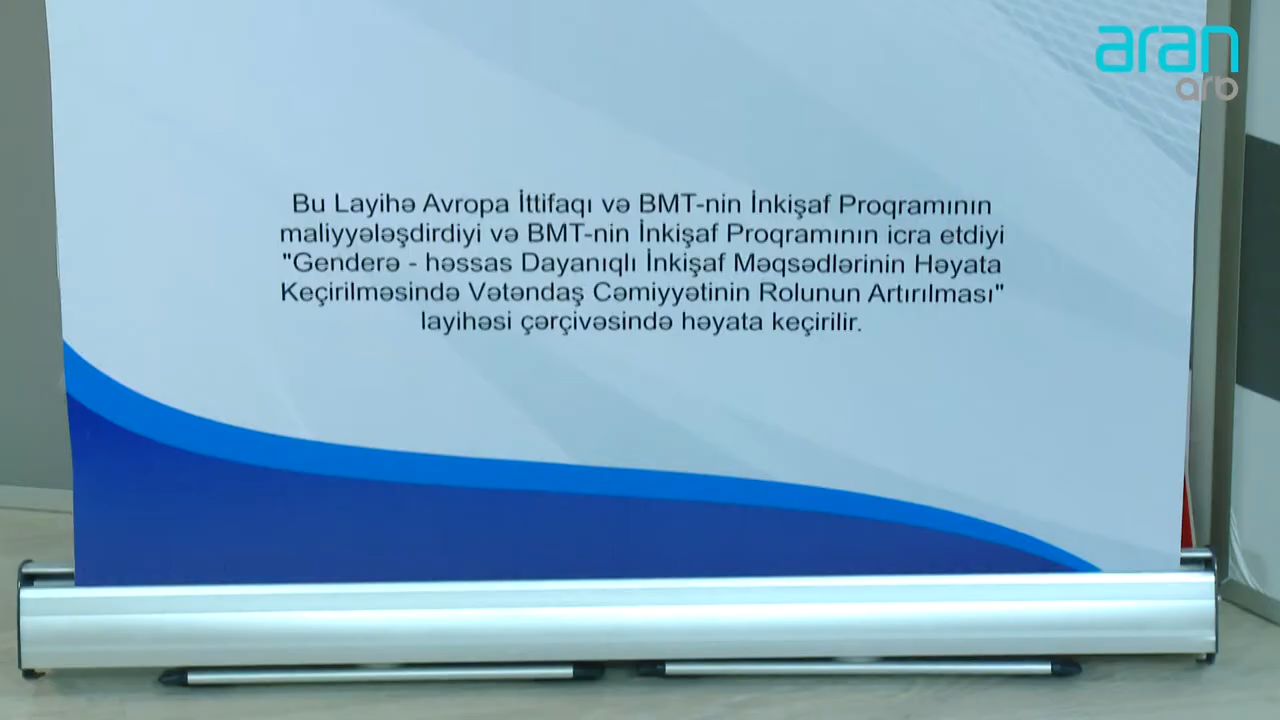 aran
arb
Bu Layihə Avropa İttifaqı və BMT-nin İnkişaf Proqramının
maliyyələşdirdiyi və BMT-nin İnkişaf Proqramının icra etdiyi
"Genderə - həssas Dayanıqlı İnkişaf Məqsədlərinin Həyata
Keçirilməsində Vətəndaş Cəmiyyətinin Rolunun Artırılması"
layihəsi çərçivəsində həyata keçirilir.